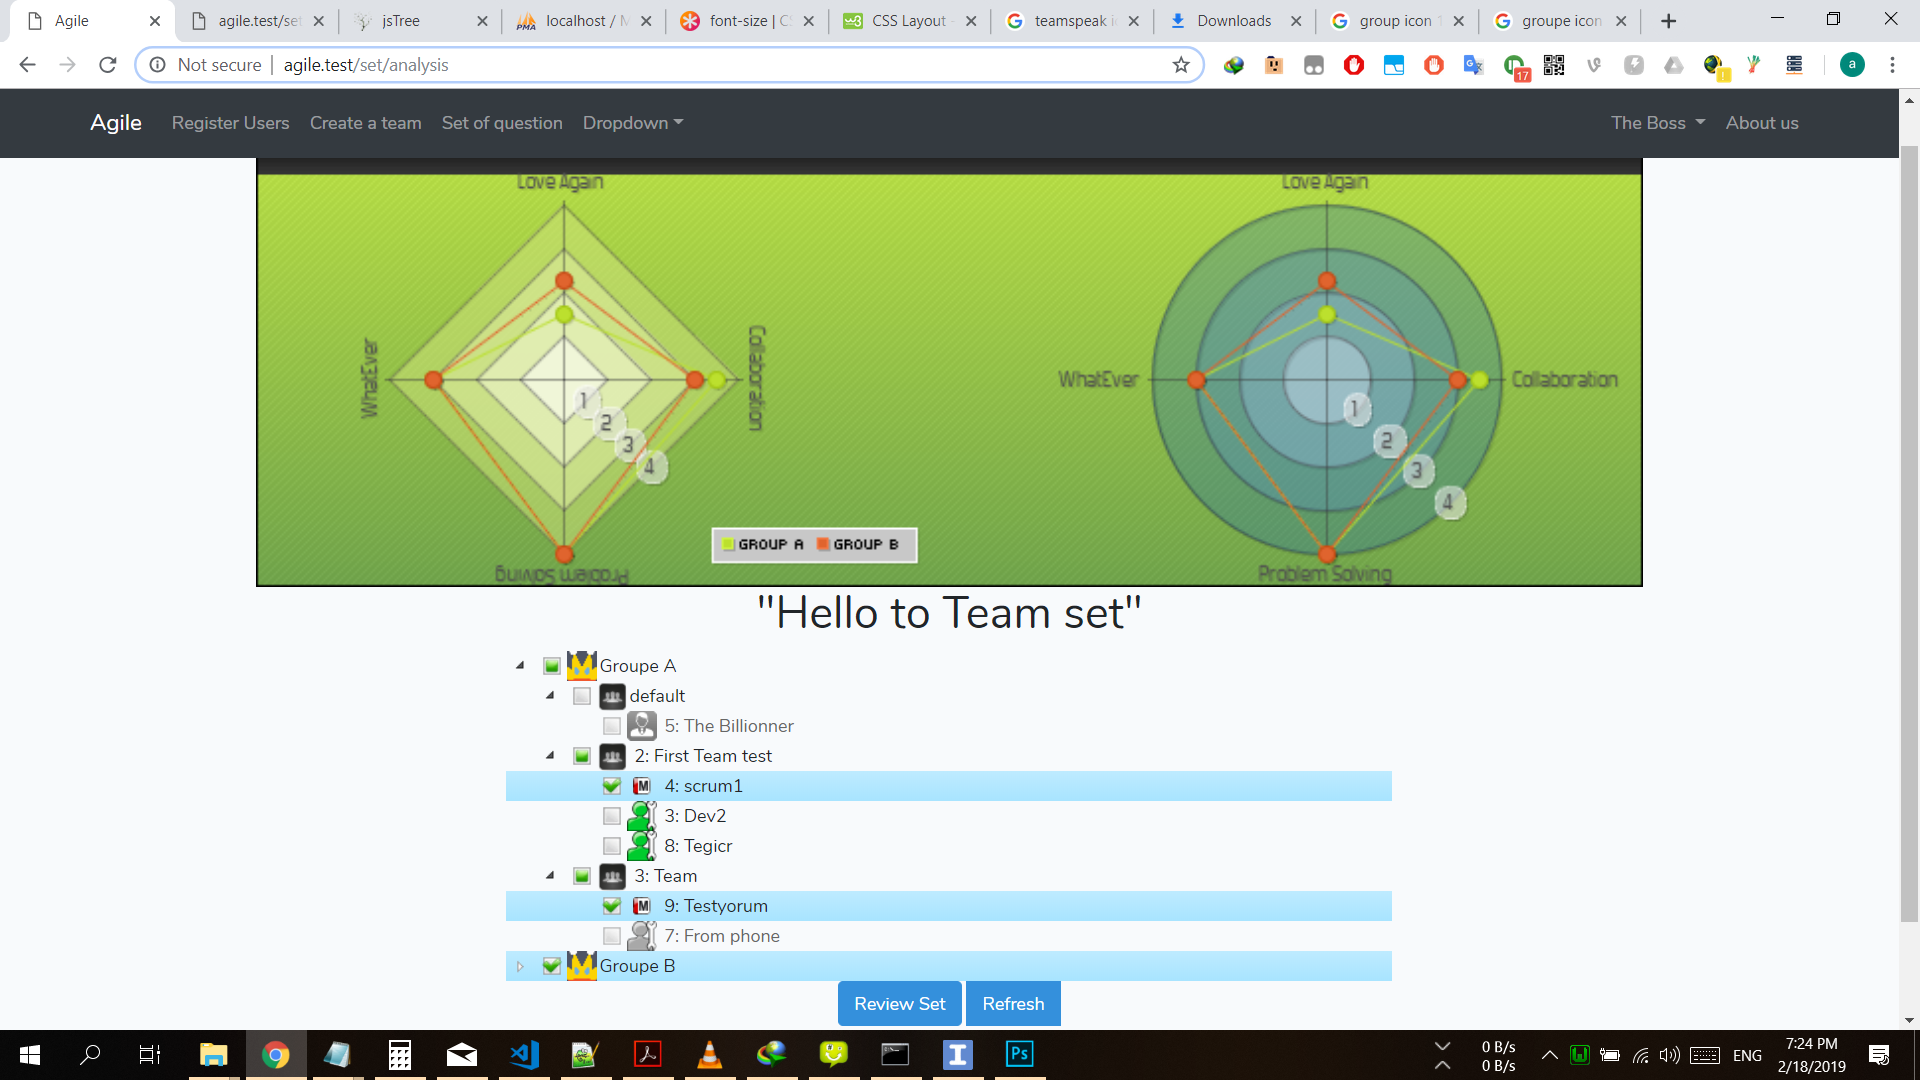 Agile
agile.test/set
jsTree
localhost / M
font-size | C
CSS Layout -
teamspeak i
Downloads
group icon 1
groupe icon
Not secure | agile.test/set/analysis
17
a
Agile
Register Users
Create a team
Set of question
Dropdown
The Boss
About us
Love Again
WhatEver
Collaboration
Problem Solving
1
2
3
4
Love Again
WhatEver
Collaboration
Problem Solving
1
2
3
4
GROUP A GROUP B
"Hello to Team set"
Groupe A
default
5: The Billionner
2: First Team test
4: scrum1
3: Dev2
8: Tegicr
3: Team
9: Testyorum
7: From phone
Groupe B
Review Set
Refresh
0 B/s
0 B/s
ENG
7:24 PM
2/18/2019